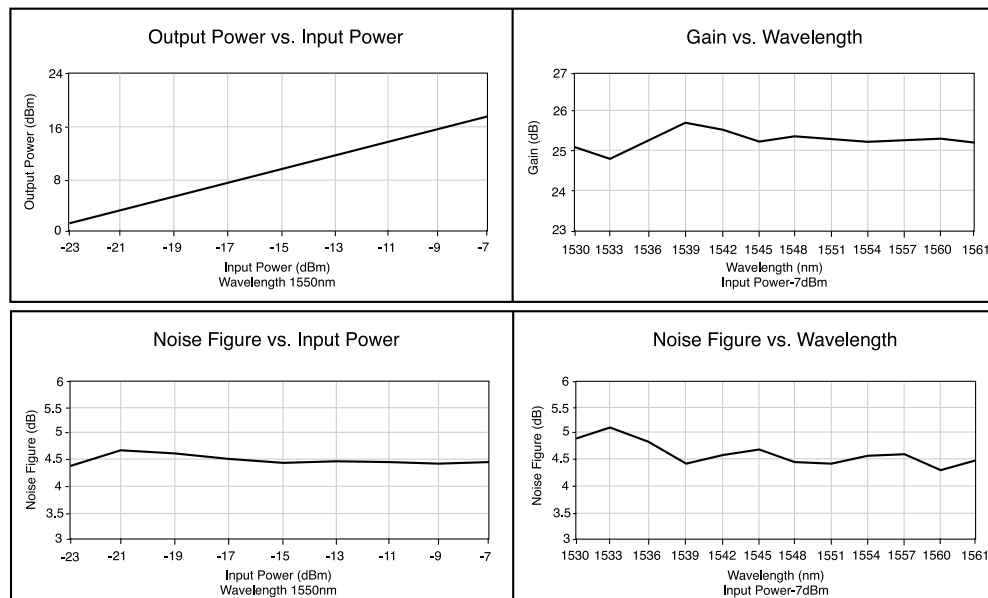 Output Power vs. Input Power
Output Power (dBm)
24
16
8
0
-23 -21 -19 -17 -15 -13 -11 -9 -7
Input Power (dBm)
Wavelength 1550nm
Gain vs. Wavelength
Gain (dB)
27
26
25
24
23
1530 1533 1536 1539 1542 1545 1548 1551 1554 1557 1560 1561
Wavelength (nm)
Input Power-7dBm
Noise Figure vs. Input Power
Noise Figure (dB)
6
5.5
5
4.5
4
3.5
3
-23 -21 -19 -17 -15 -13 -11 -9 -7
Input Power (dBm)
Wavelength 1550nm
Noise Figure vs. Wavelength
Noise Figure (dB)
6
5.5
5
4.5
4
3.5
3
1530 1533 1536 1539 1542 1545 1548 1551 1554 1557 1560 1561
Wavelength (nm)
Input Power-7dBm